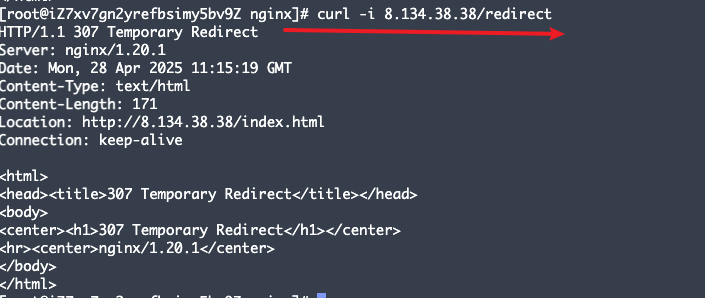 [root@iZ7xv7gn2yrefbsimy5bv9Z nginx]# curl -i 8.134.38.38/redirect
HTTP/1.1 307 Temporary Redirect
Server: nginx/1.20.1
Date: Mon, 28 Apr 2025 11:15:19 GMT
Content-Type: text/html
Content-Length: 171
Location: http://8.134.38.38/index.html
Connection: keep-alive
<html>
<head><title>307 Temporary Redirect</title></head>
<body>
<center><h1>307 Temporary Redirect</h1></center>
<hr><center>nginx/1.20.1</center>
</body>
</html>